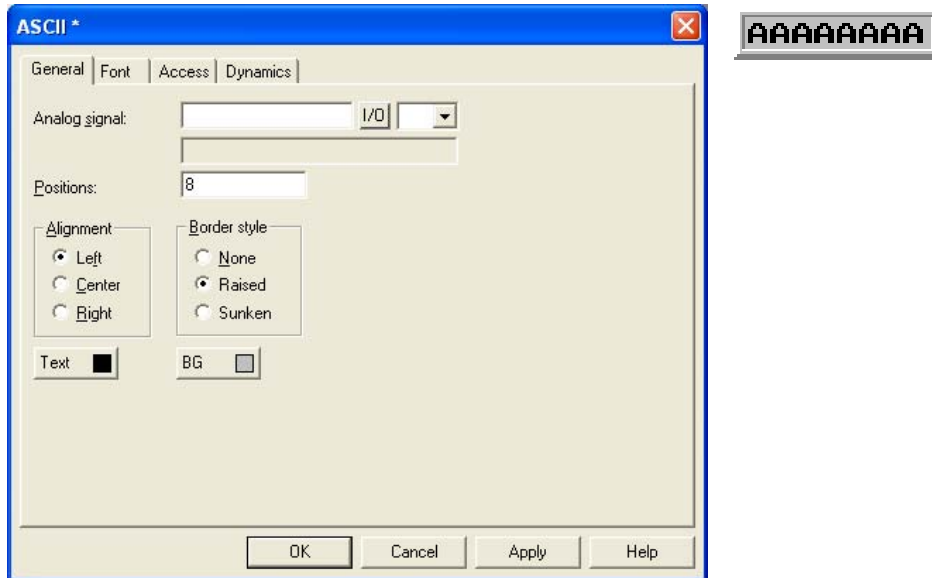 ASCII *
AAAAAAAA
General Font Access Dynamics
Analog signal: I/O
Positions: 8
Alignment Border style
Left None
Center Raised
Right Sunken
Text BG
OK Cancel Apply Help